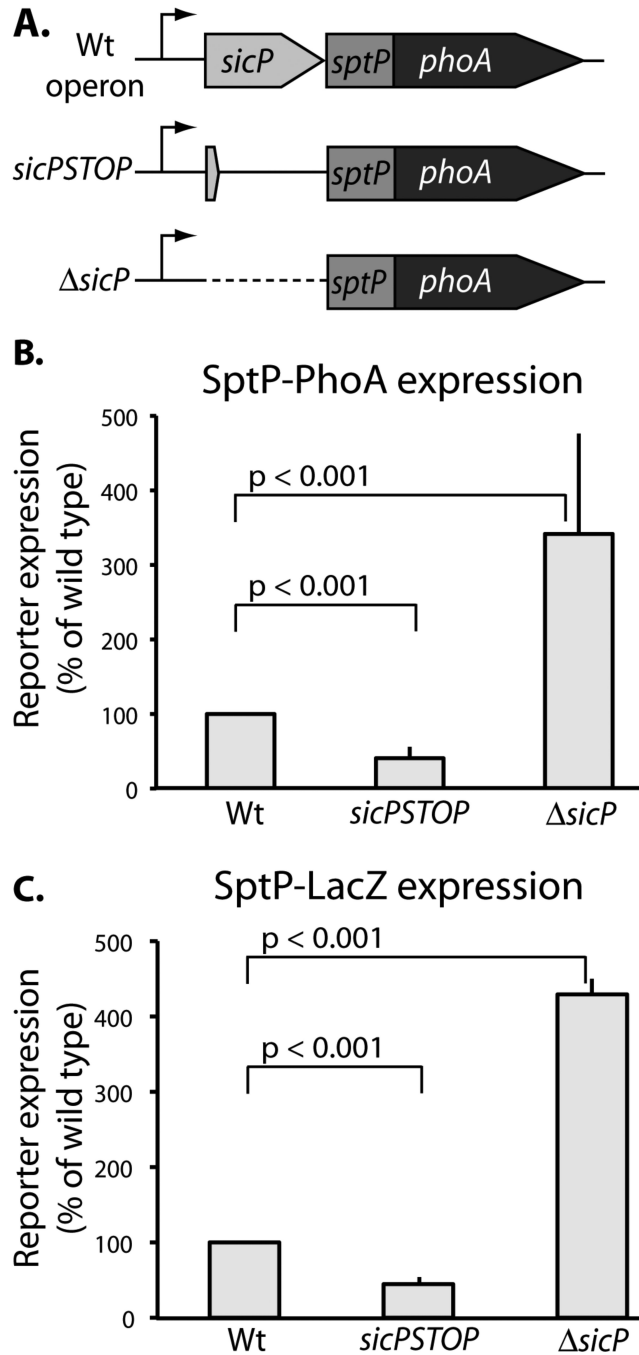 A.
Wt operon
sicP
sptP
phoA
sicPSTOP
sptP
phoA
ΔsicP
sptP
phoA
B.
SptP-PhoA expression
Reporter expression
(% of wild type)
500
400
300
200
100
0
p < 0.001
p < 0.001
Wt
sicPSTOP
ΔsicP
C.
SptP-LacZ expression
Reporter expression
(% of wild type)
500
400
300
200
100
0
p < 0.001
p < 0.001
Wt
sicPSTOP
ΔsicP